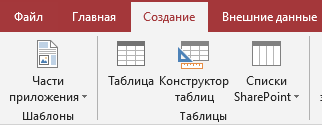 Файл Главная Создание Внешние данные
Части приложения
Таблица
Конструктор таблиц
Списки SharePoint
Шаблоны Таблицы